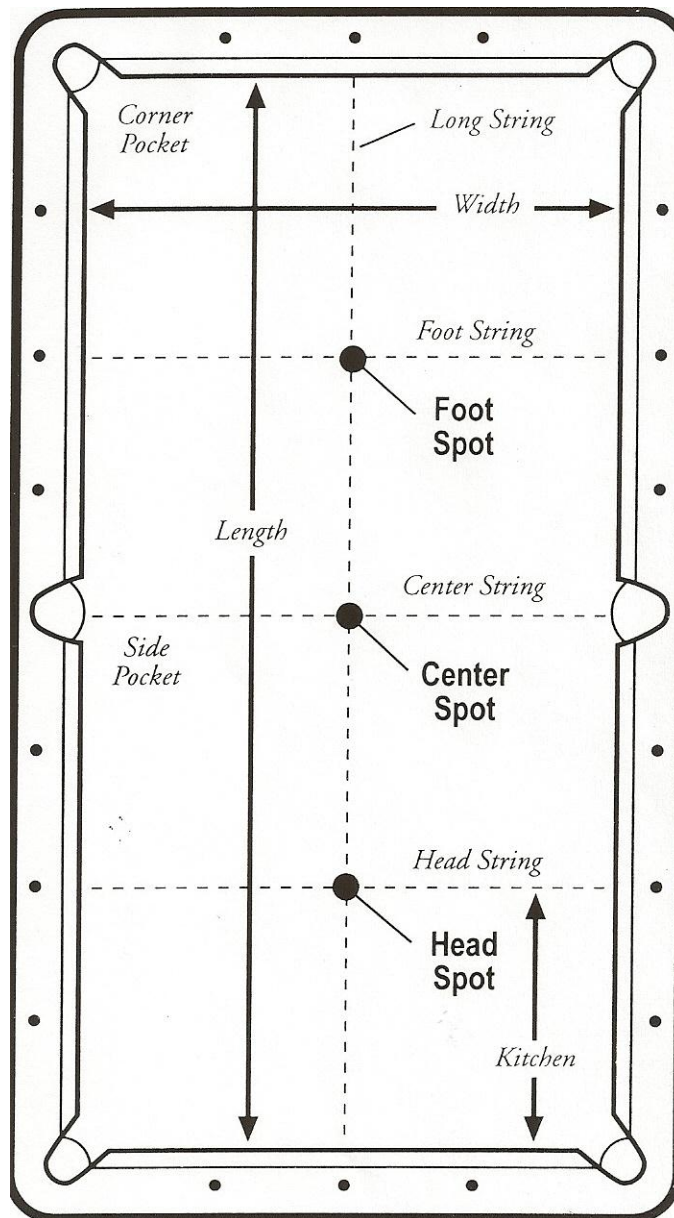 Corner
Pocket
Long String
Width
Foot String
Foot
Spot
Length
Center String
Side
Pocket
Center
Spot
Head String
Head
Spot
Kitchen